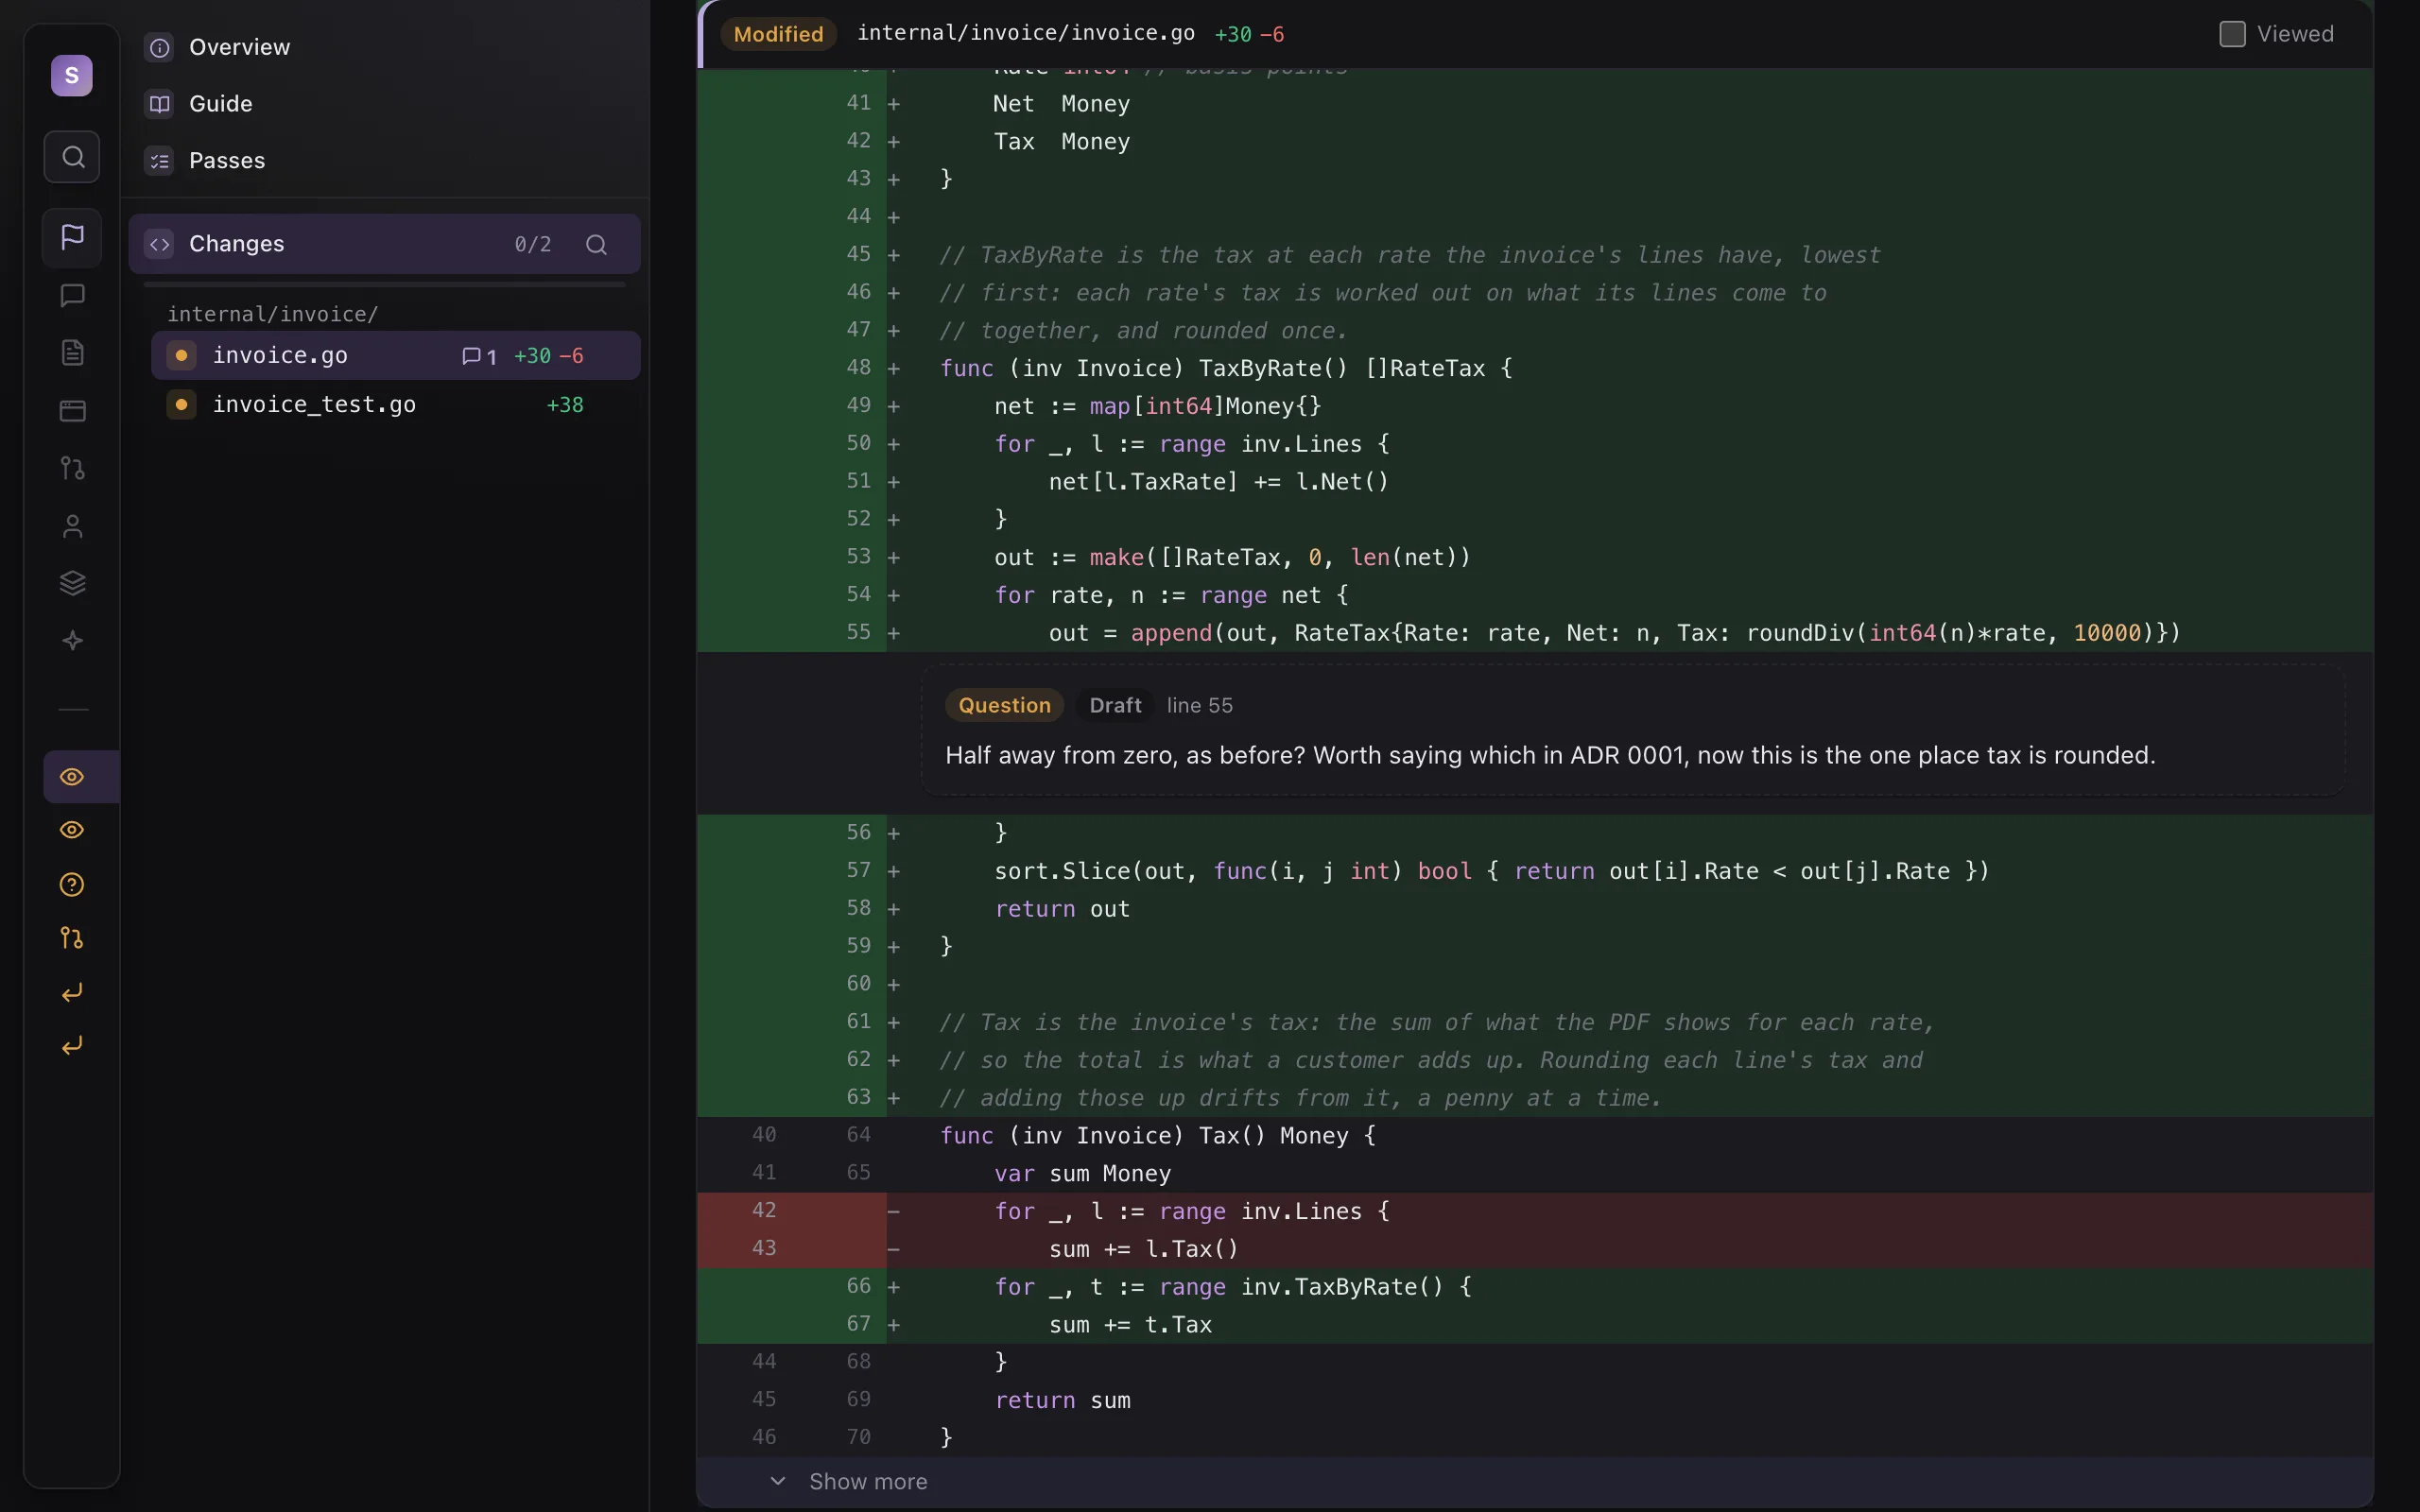 S
Overview
Guide
Passes
Changes 0/2
internal/invoice/
invoice.go 1 +30 −6
invoice_test.go +38
Modified internal/invoice/invoice.go +30 −6 Viewed
41 + Net  Money
42 + Tax  Money
43 + }
44 +
45 + // TaxByRate is the tax at each rate the invoice's lines have, lowest
46 + // first: each rate's tax is worked out on what its lines come to
47 + // together, and rounded once.
48 + func (inv Invoice) TaxByRate() []RateTax {
49 + net := map[int64]Money{}
50 + for _, l := range inv.Lines {
51 + net[l.TaxRate] += l.Net()
52 + }
53 + out := make([]RateTax, 0, len(net))
54 + for rate, n := range net {
55 + out = append(out, RateTax{Rate: rate, Net: n, Tax: roundDiv(int64(n)*rate, 10000)})
Question Draft line 55
Half away from zero, as before? Worth saying which in ADR 0001, now this is the one place tax is rounded.
56 + }
57 + sort.Slice(out, func(i, j int) bool { return out[i].Rate < out[j].Rate })
58 + return out
59 + }
60 +
61 + // Tax is the invoice's tax: the sum of what the PDF shows for each rate,
62 + // so the total is what a customer adds up. Rounding each line's tax and
63 + // adding those up drifts from it, a penny at a time.
40 64 func (inv Invoice) Tax() Money {
41 65 var sum Money
42 − for _, l := range inv.Lines {
43 − sum += l.Tax()
66 + for _, t := range inv.TaxByRate() {
67 + sum += t.Tax
44 68 }
45 69 return sum
46 70 }
Show more